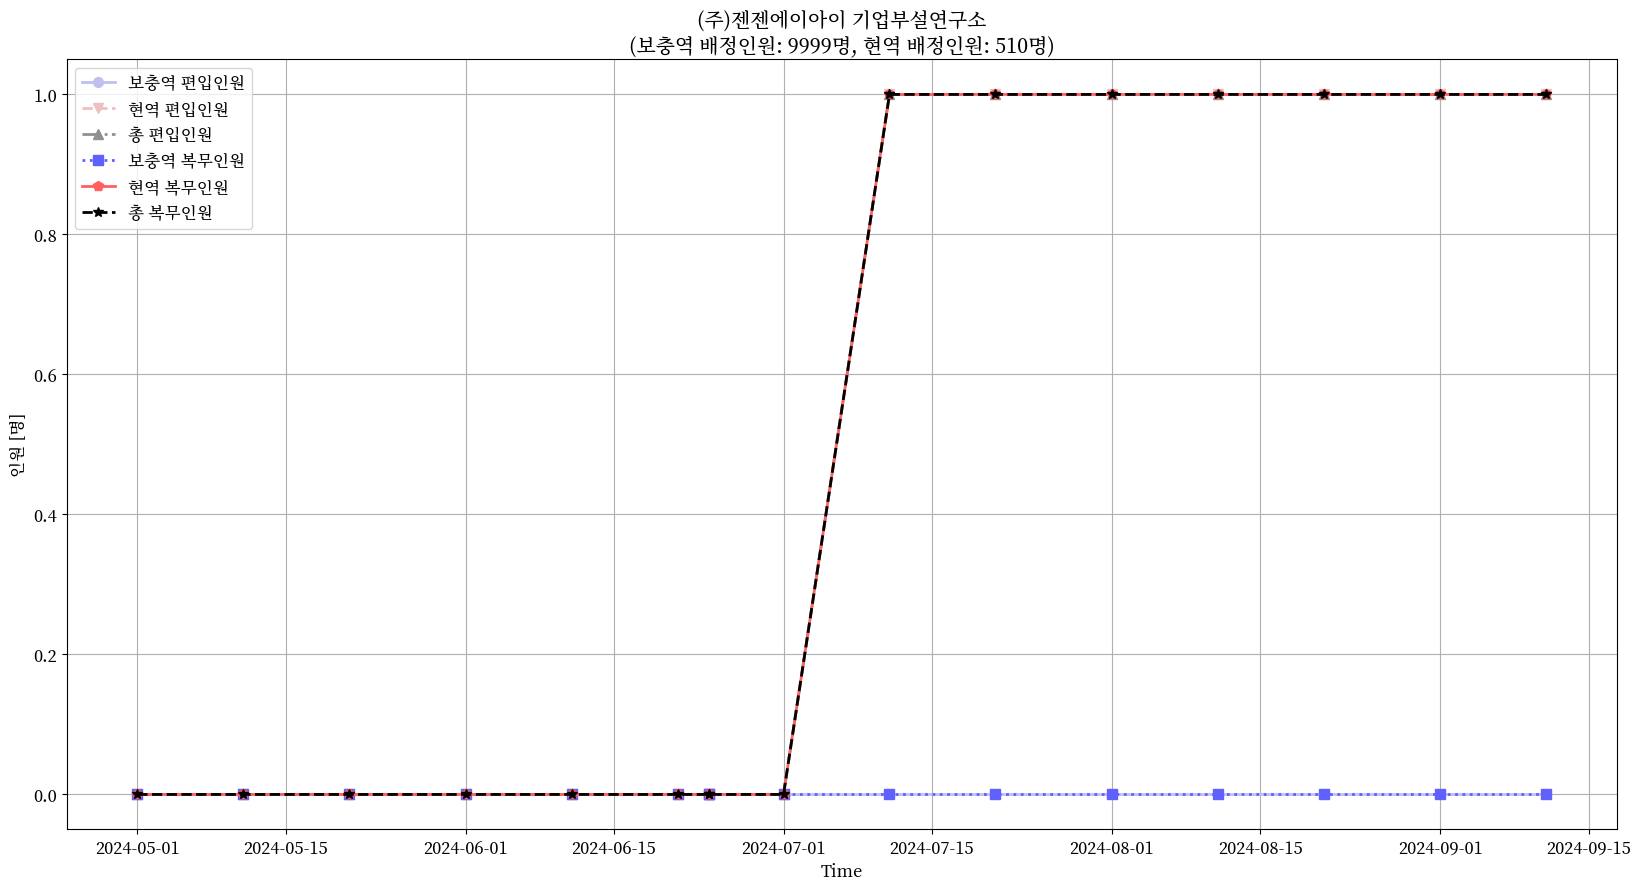 (주)젠젠에이아이 기업부설연구소
(보충역 배정인원: 9999명, 현역 배정인원: 510명)
보충역 편입인원
현역 편입인원
총 편입인원
보충역 복무인원
현역 복무인원
총 복무인원
1.0
0.8
0.6
0.4
0.2
0.0
인원 [명]
2024-05-01 2024-05-15 2024-06-01 2024-06-15 2024-07-01 2024-07-15 2024-08-01 2024-08-15 2024-09-01 2024-09-15
Time